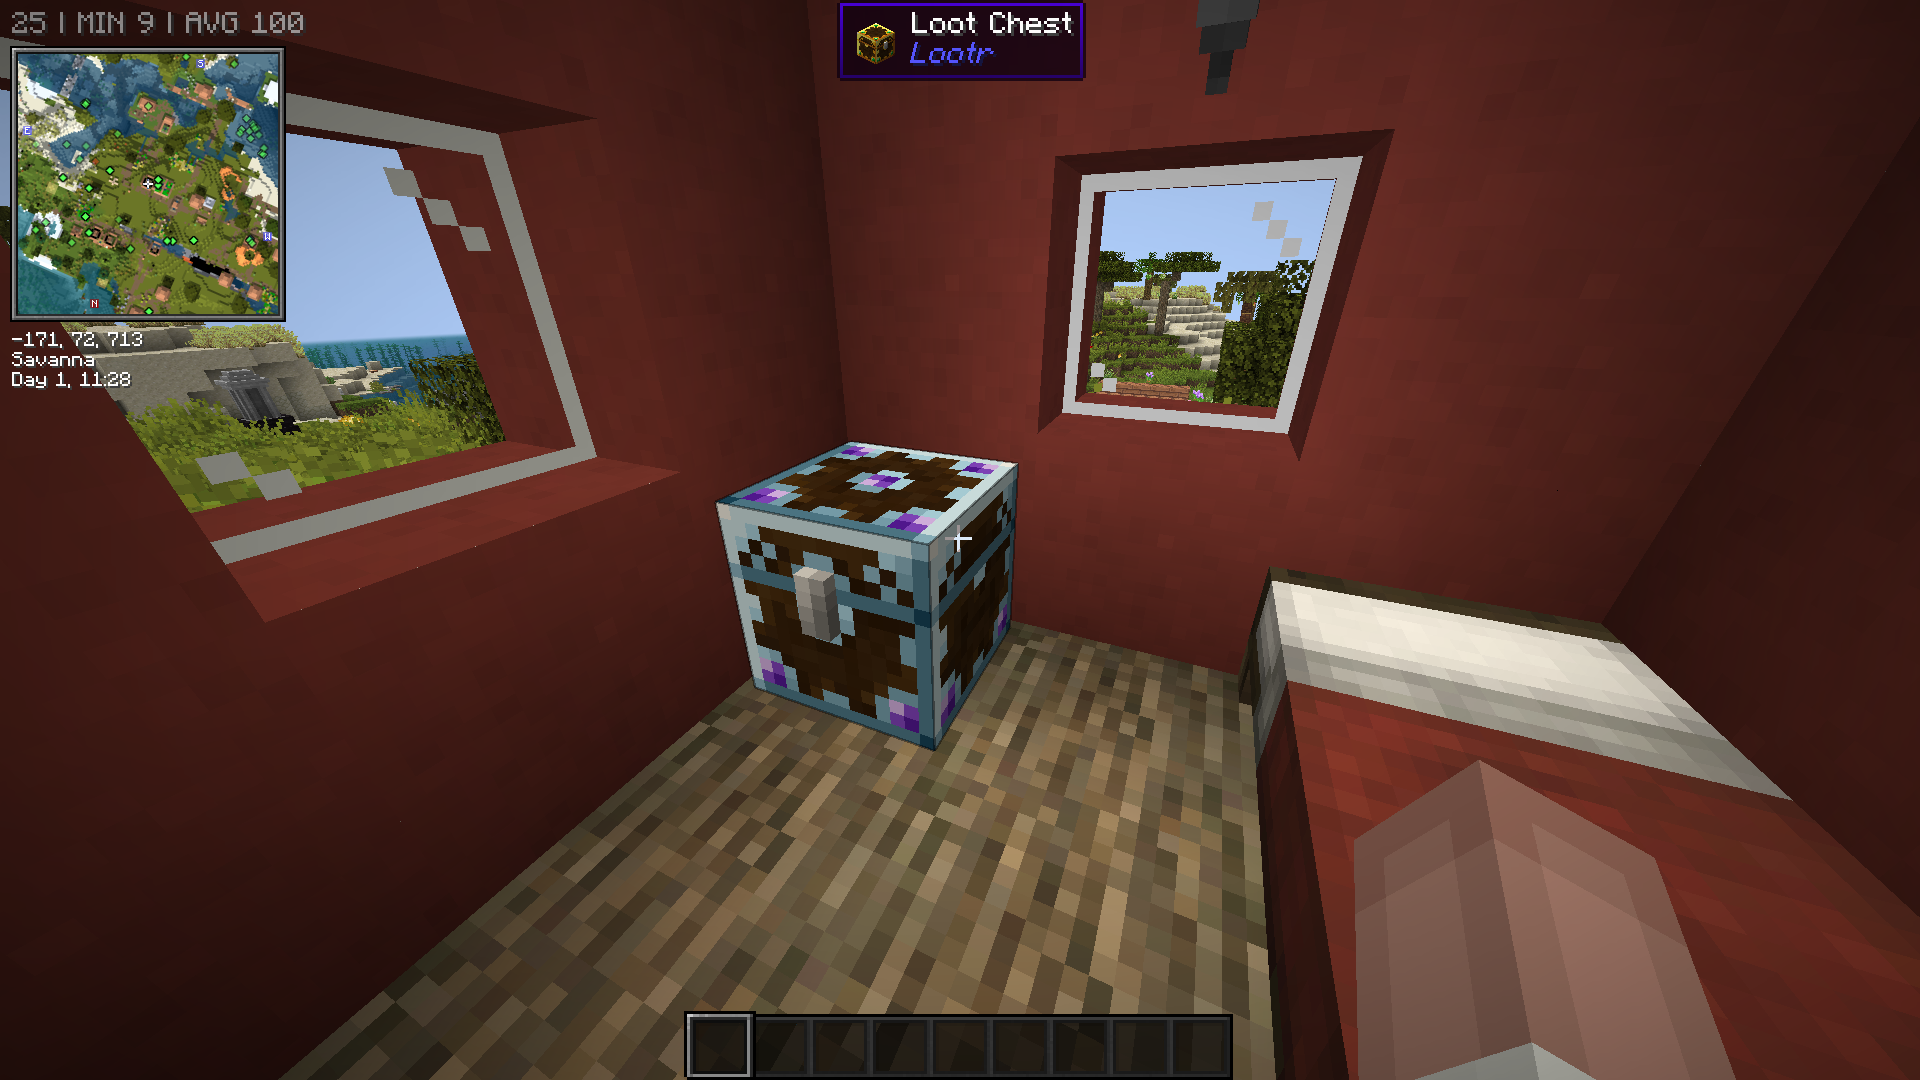 25 | MIN 9 | AVG 100
Loot Chest
Lootr
S
E
W
N
-171, 72, 713
Savanna
Day 1, 11:28